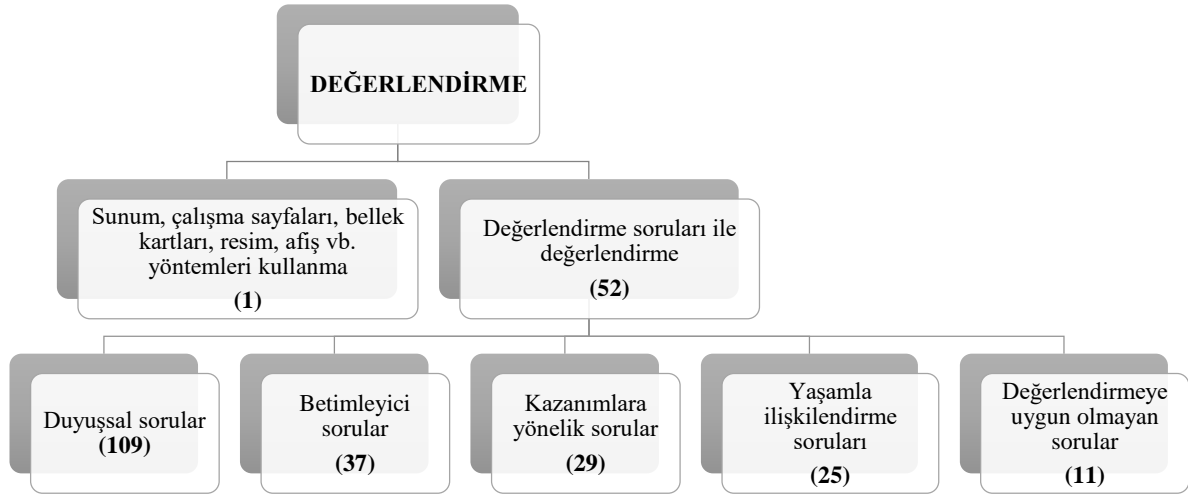 DEĞERLENDİRME
Sunum, çalışma sayfaları, bellek
kartları, resim, afiş vb.
yöntemleri kullanma
(1)
Değerlendirme soruları ile
değerlendirme
(52)
Duyuşsal sorular
(109)
Betimleyici
sorular
(37)
Kazanımlara
yönelik sorular
(29)
Yaşamla
ilişkilendirme
soruları
(25)
Değerlendirmeye
uygun olmayan
sorular
(11)